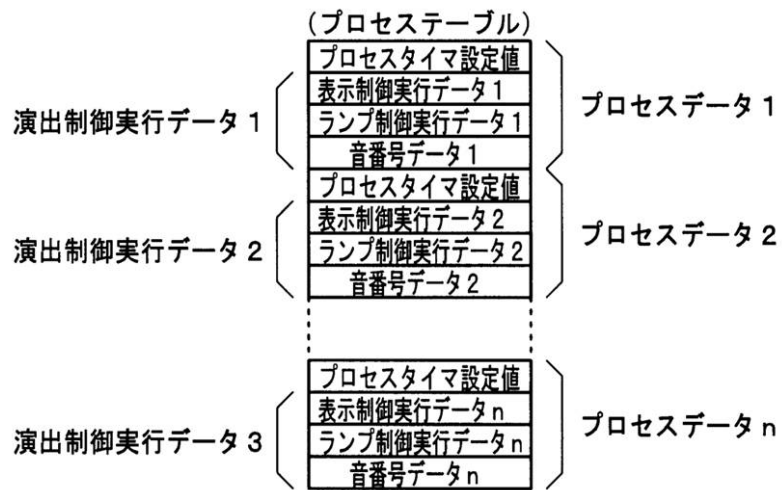 (プロセステーブル)
プロセスタイマ設定値
表示制御実行データ1
ランプ制御実行データ1
音番号データ1
演出制御実行データ1
プロセスデータ1
プロセスタイマ設定値
表示制御実行データ2
ランプ制御実行データ2
音番号データ2
演出制御実行データ2
プロセスデータ2
プロセスタイマ設定値
表示制御実行データn
ランプ制御実行データn
音番号データn
演出制御実行データ3
プロセスデータn